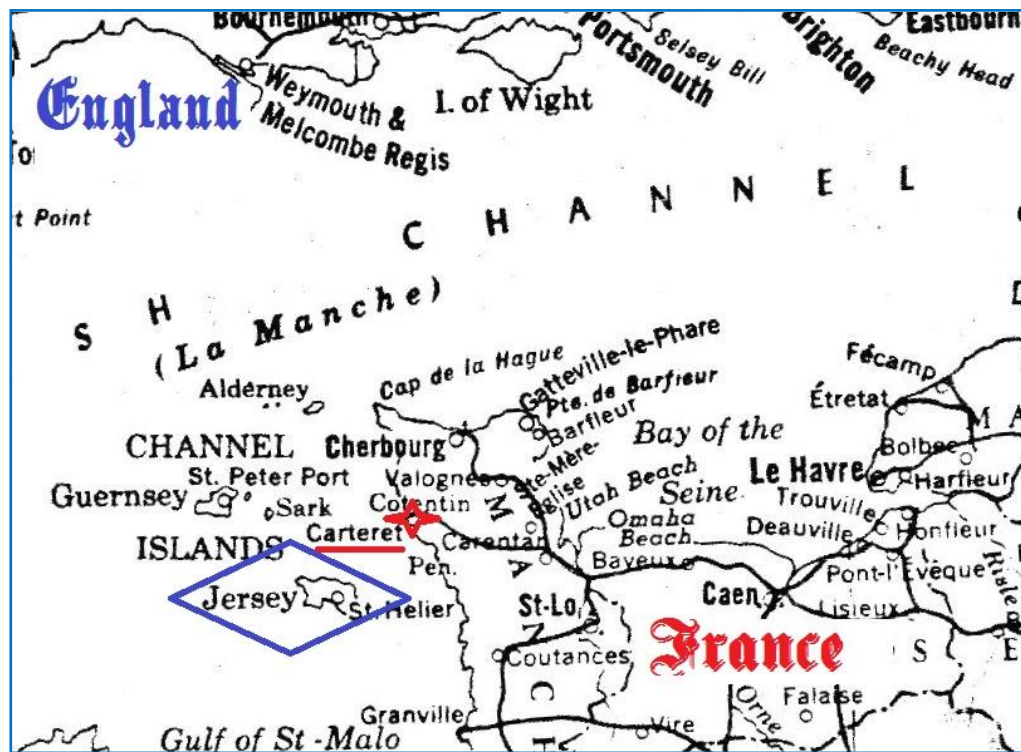 Bournemouth
Portsmouth
Selsey Bill
Brighton
Eastbourn
Beachy Head
England
Weymouth &
Melcombe Regis
I. of Wight
t Point
S H C H A N N E L
(La Manche)
Cap de la Hague
Gatteville-le-Phare
Pte. de Barfleur
Barfleur
Alderney
CHANNEL
ISLANDS
Cherbourg
St. Peter Port
Guernsey
Sark
Valognes
Cotentin
Pen.
Ste-Mère-
Eglise
Utah Beach
Bay of the
Seine
Omaha
Beach
Fécamp
Étretat
Bolbec
Le Havre
Harfleur
Trouville
Deauville
Honfleur
Pont-l'Evèque
Lisieux
Risle
Carteret
Carentan
Bayeux
Caen
Jersey
St. Helier
St-Lo
M A N C
France
S E
M A
Coutances
Granville
Gulf of St-Malo
Vire
Orne
Falaise